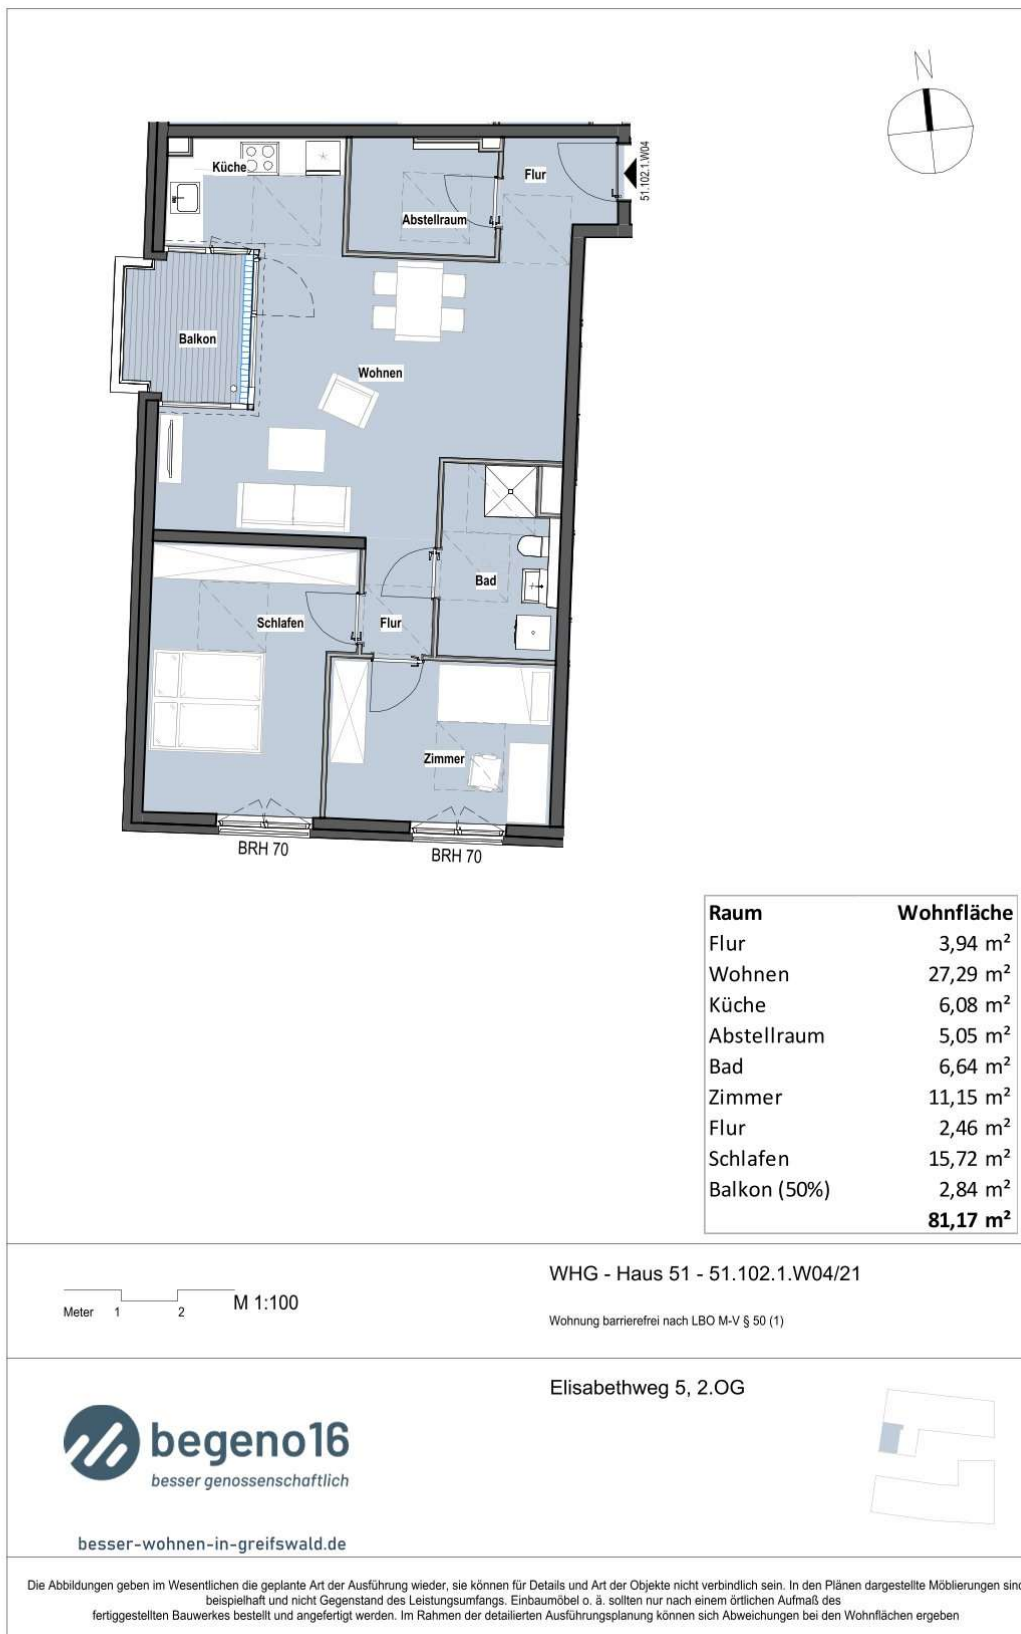 N
Küche
Flur
51.102.1.W04
Abstellraum
Balkon
Wohnen
Bad
Schlafen
Flur
Zimmer
BRH 70
BRH 70
Raum Wohnfläche
Flur 3,94 m²
Wohnen 27,29 m²
Küche 6,08 m²
Abstellraum 5,05 m²
Bad 6,64 m²
Zimmer 11,15 m²
Flur 2,46 m²
Schlafen 15,72 m²
Balkon (50%) 2,84 m²
81,17 m²
WHG - Haus 51 - 51.102.1.W04/21
Meter 1 2 M 1:100
Wohnung barrierefrei nach LBO M-V § 50 (1)
Elisabethweg 5, 2.OG
begeno16
besser genossenschaftlich
besser-wohnen-in-greifswald.de
Die Abbildungen geben im Wesentlichen die geplante Art der Ausführung wieder, sie können für Details und Art der Objekte nicht verbindlich sein. In den Plänen dargestellte Möblierungen sind
beispielhaft und nicht Gegenstand des Leistungsumfangs. Einbaumöbel o. ä. sollten nur nach einem örtlichen Aufmaß des
fertiggestellten Bauwerkes bestellt und angefertigt werden. Im Rahmen der detailierten Ausführungsplanung können sich Abweichungen bei den Wohnflächen ergeben